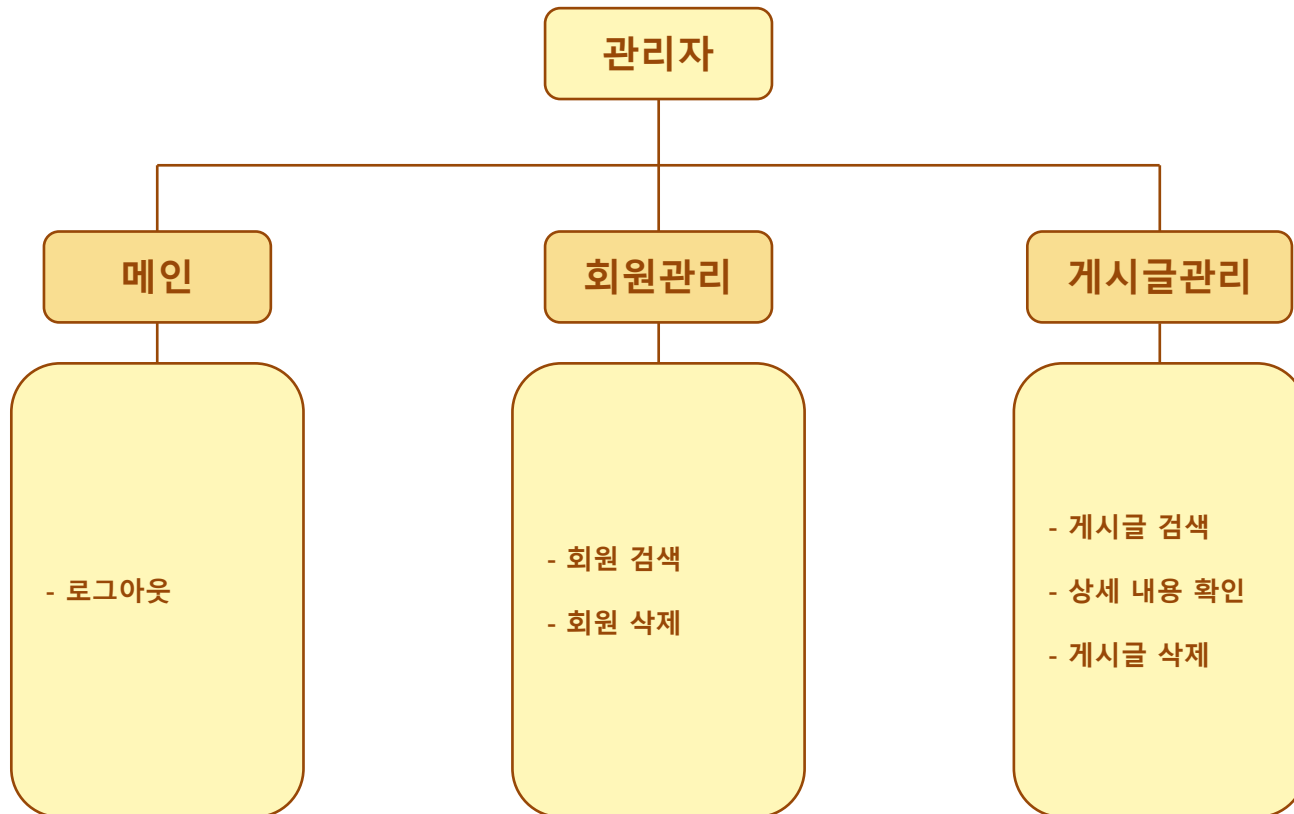 관리자
메인
회원관리
게시글관리
- 로그아웃
- 회원 검색
- 회원 삭제
- 게시글 검색
- 상세 내용 확인
- 게시글 삭제